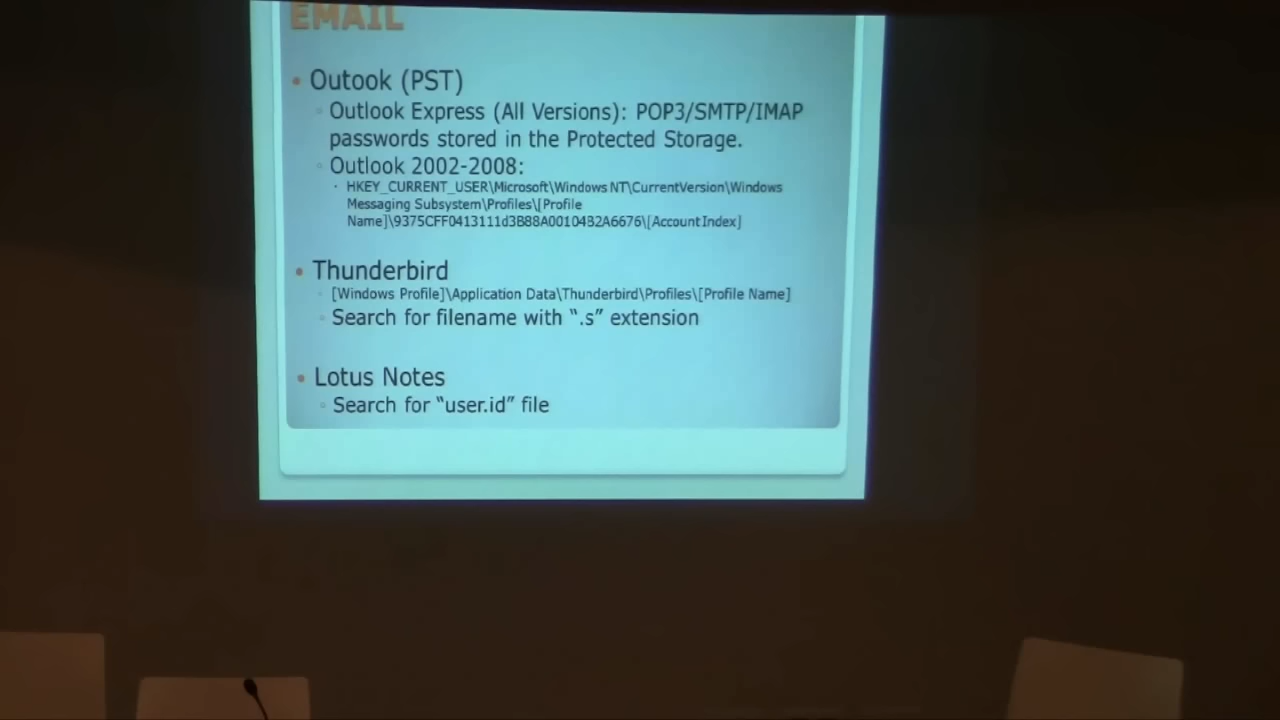 EMAIL
• Outook (PST)
◦ Outlook Express (All Versions): POP3/SMTP/IMAP
passwords stored in the Protected Storage.
◦ Outlook 2002-2008:
· HKEY_CURRENT_USER\Microsoft\Windows NT\CurrentVersion\Windows
Messaging Subsystem\Profiles\[Profile
Name]\9375CFF0413111d3B88A00104B2A6676\[AccountIndex]
• Thunderbird
◦ [Windows Profile]\Application Data\Thunderbird\Profiles\[Profile Name]
◦ Search for filename with “.s” extension
• Lotus Notes
◦ Search for “user.id” file